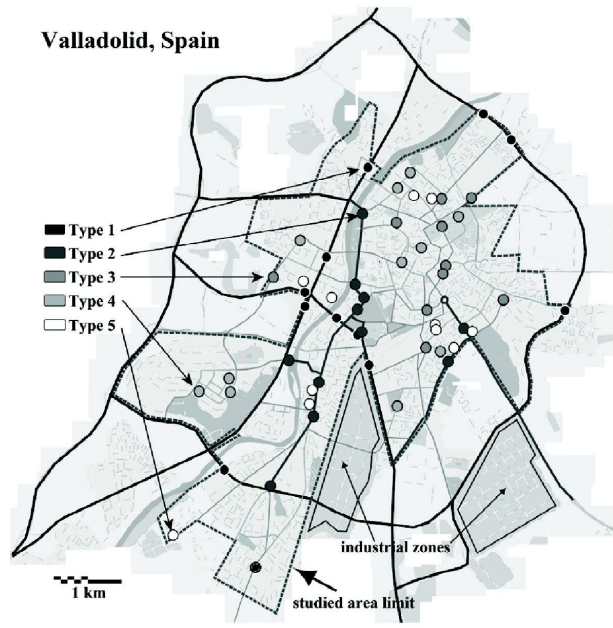 Valladolid, Spain
Type 1
Type 2
Type 3
Type 4
Type 5
industrial zones
studied area limit
1 km